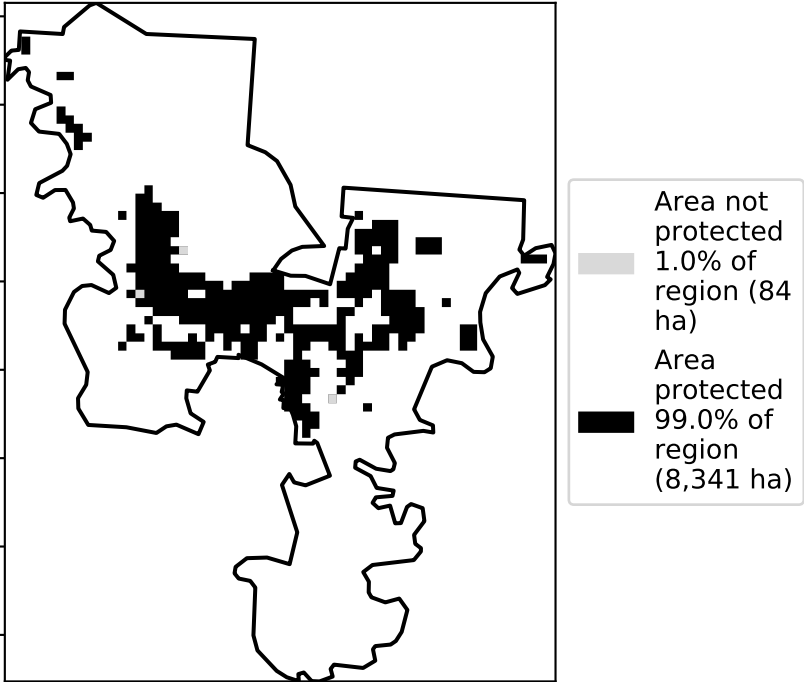 Area not
protected
1.0% of
region (84
ha)
Area
protected
99.0% of
region
(8,341 ha)